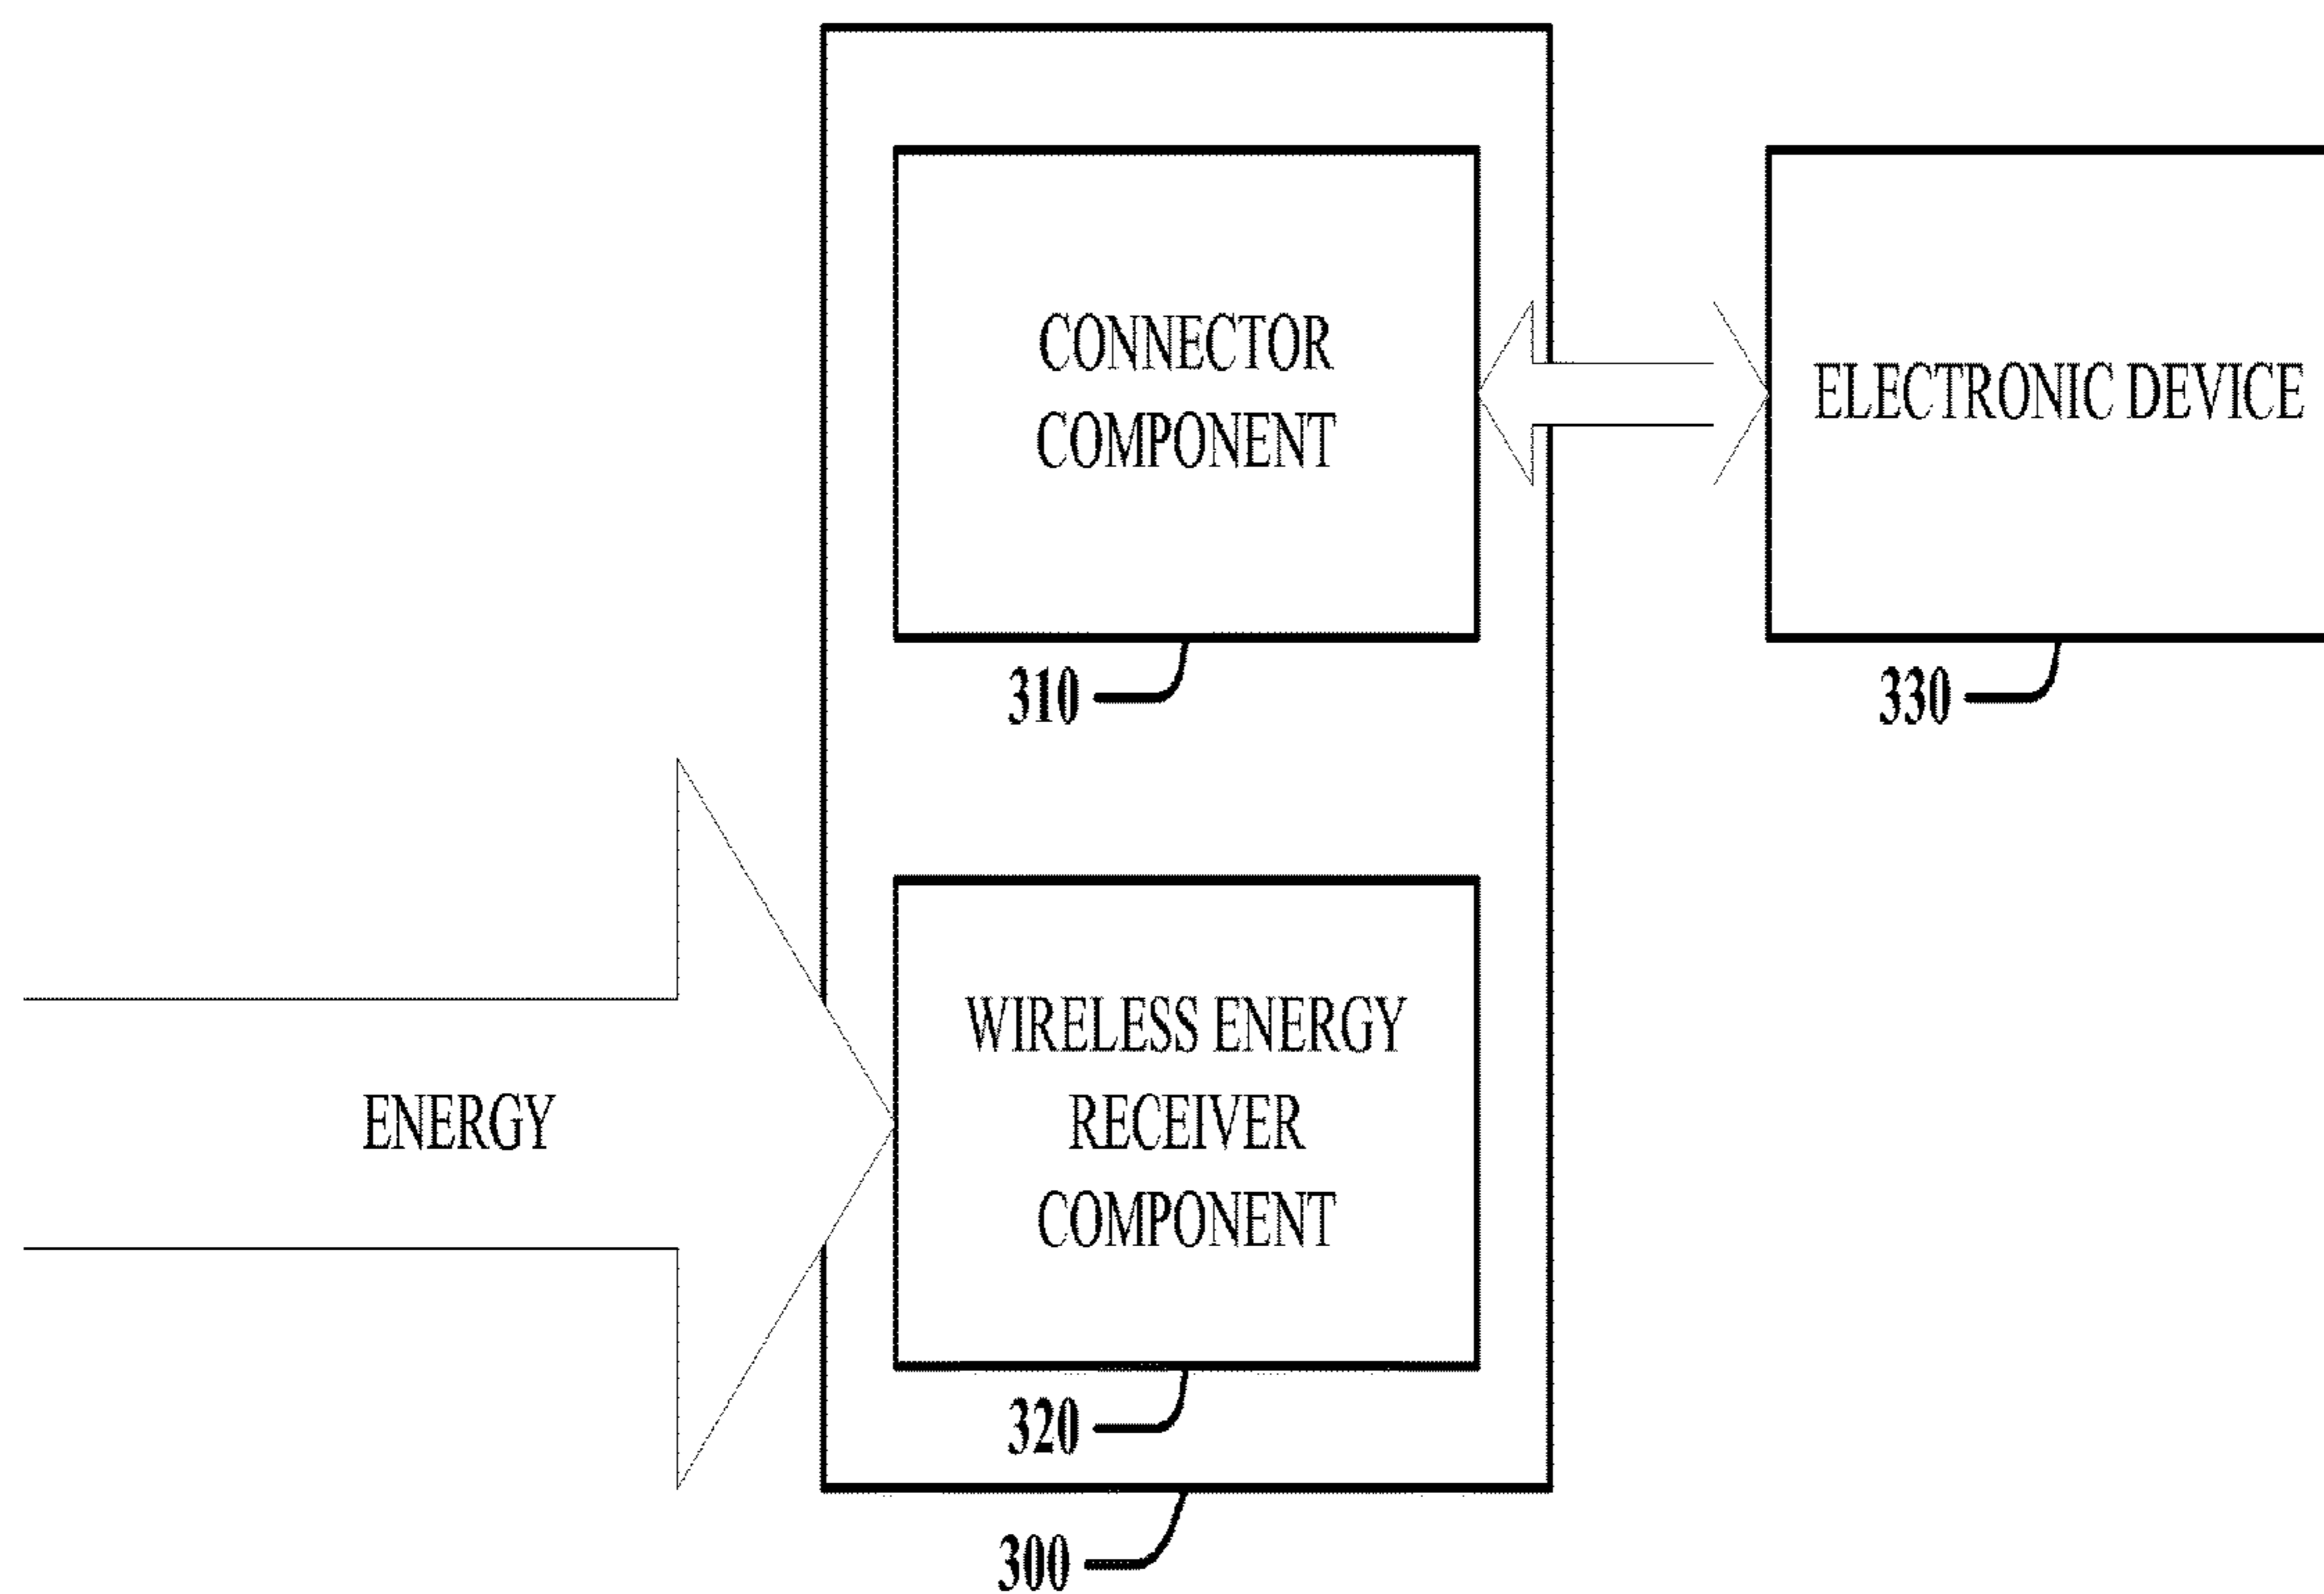 CONNECTOR
COMPONENT
ELECTRONIC DEVICE
310
330
ENERGY
WIRELESS ENERGY
RECEIVER
COMPONENT
320
300